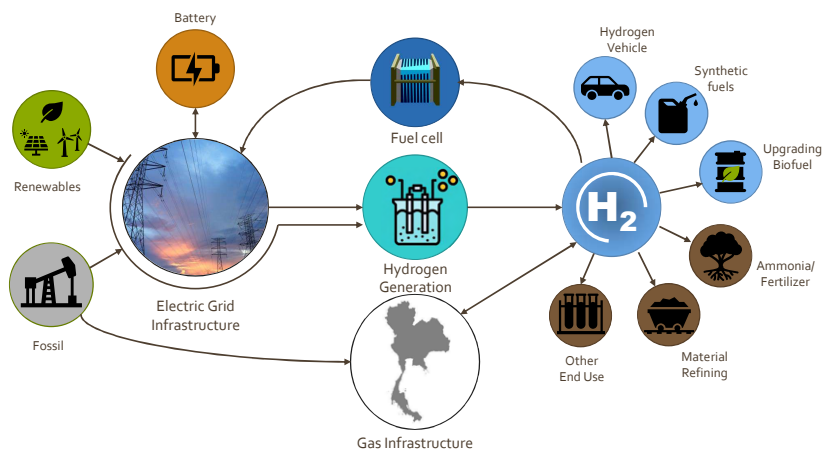 Battery
Hydrogen
Vehicle
Synthetic
fuels
Fuel cell
Upgrading
Biofuel
Renewables
H2
Hydrogen
Generation
Ammonia/
Fertilizer
Electric Grid
Infrastructure
Fossil
Other
End Use
Material
Refining
Gas Infrastructure